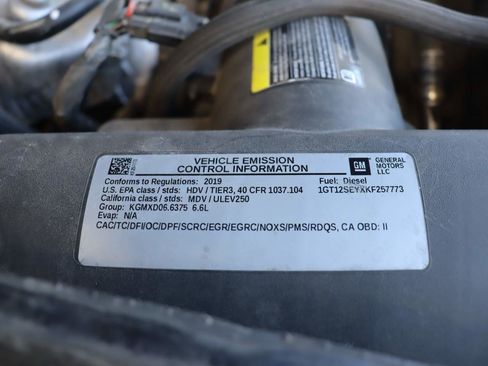 VEHICLE EMISSION
CONTROL INFORMATION
GM
GENERAL
MOTORS
LLC
Conforms to Regulations: 2019
Fuel: Diesel
U.S. EPA class / stds: HDV / TIER3, 40 CFR 1037.104
1GT12SEYXKF257773
California class / stds: MDV / ULEV250
Group: KGMXD06.6375 6.6L
Evap: N/A
CAC/TC/DFI/OC/DPF/SCRC/EGR/EGRC/NOXS/PMS/RDQS, CA OBD: II